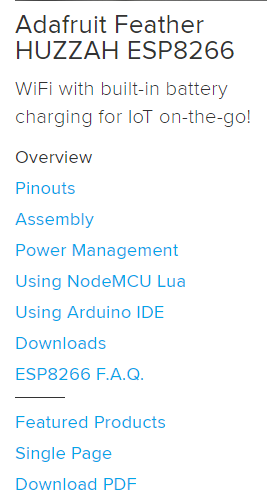 Adafruit Feather
HUZZAH ESP8266
WiFi with built-in battery
charging for IoT on-the-go!
Overview
Pinouts
Assembly
Power Management
Using NodeMCU Lua
Using Arduino IDE
Downloads
ESP8266 F.A.Q.
Featured Products
Single Page
Download PDF